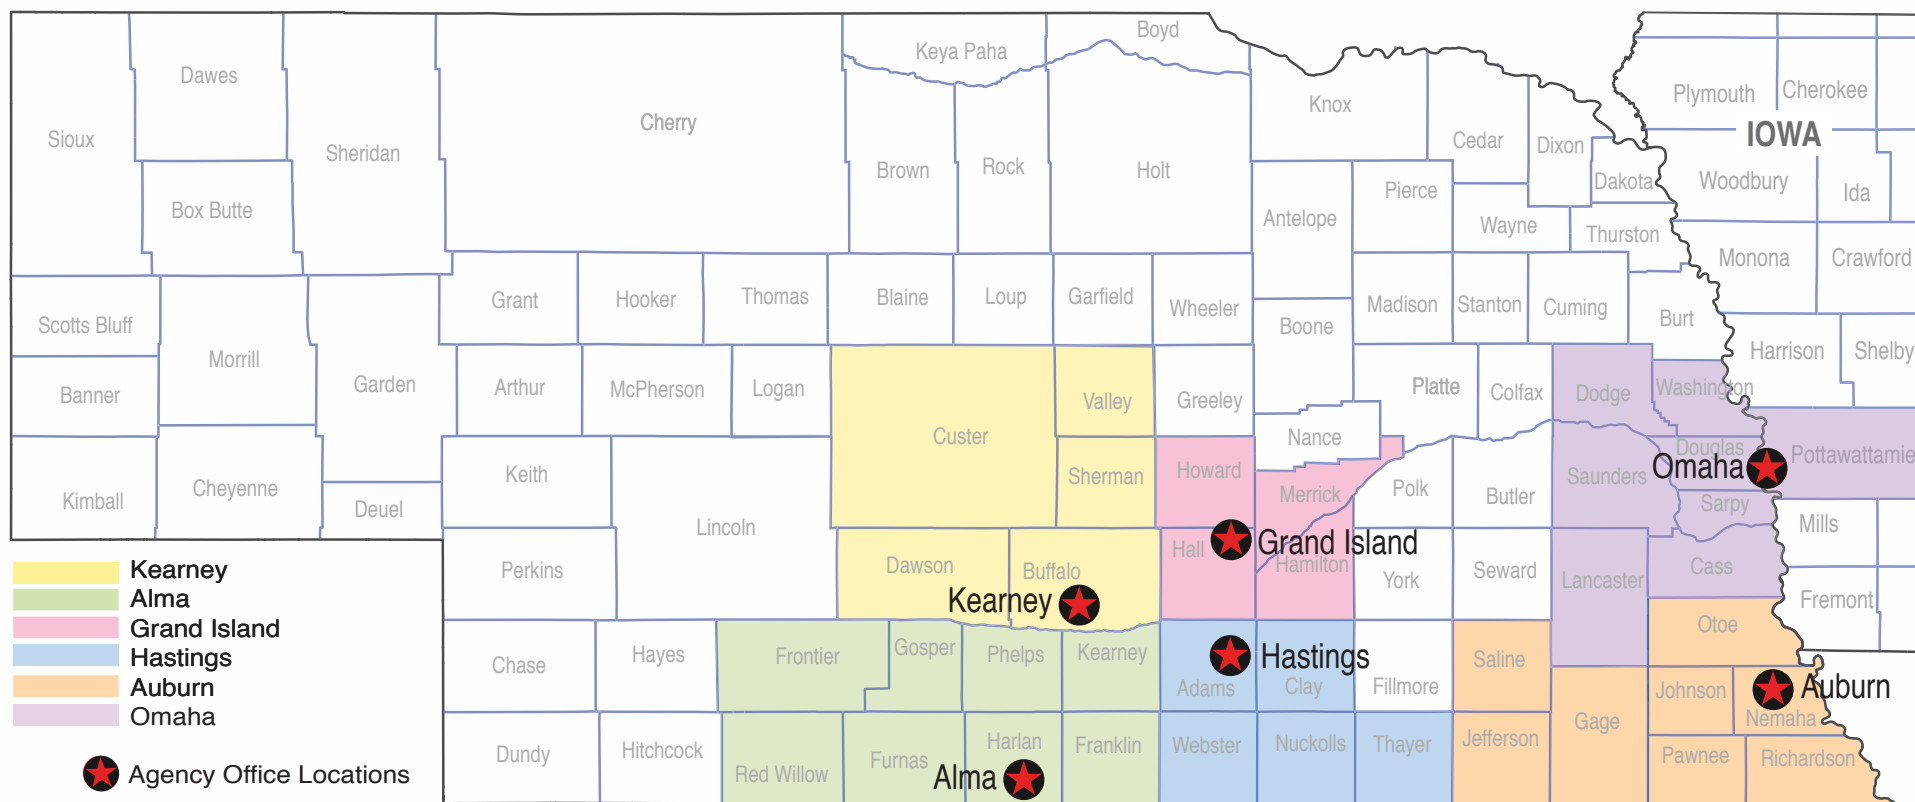 Boyd
Keya Paha
Dawes
Plymouth
Cherokee
Knox
Cherry
IOWA
Sioux
Sheridan
Cedar
Dixon
Brown
Rock
Holt
Dakota
Woodbury
Ida
Pierce
Box Butte
Antelope
Wayne
Thurston
Monona
Crawford
Grant
Hooker
Thomas
Blaine
Loup
Garfield
Wheeler
Madison
Stanton
Cuming
Burt
Scotts Bluff
Boone
Harrison
Shelby
Morrill
Garden
Arthur
McPherson
Logan
Platte
Colfax
Dodge
Washington
Banner
Valley
Greeley
Custer
Nance
Douglas
Pottawattamie
Keith
Sherman
Howard
Omaha
Saunders
Kimball
Cheyenne
Deuel
Merrick
Polk
Butler
Sarpy
Mills
Lincoln
Hall
Grand Island
Hamilton
Perkins
Dawson
Buffalo
York
Seward
Lancaster
Cass
Kearney
Fremont
Kearney
Alma
Grand Island
Hastings
Auburn
Omaha
Agency Office Locations
Otoe
Chase
Hayes
Frontier
Gosper
Phelps
Kearney
Hastings
Saline
Adams
Clay
Fillmore
Johnson
Auburn
Nemaha
Gage
Dundy
Hitchcock
Red Willow
Furnas
Harlan
Alma
Franklin
Webster
Nuckolls
Thayer
Jefferson
Pawnee
Richardson